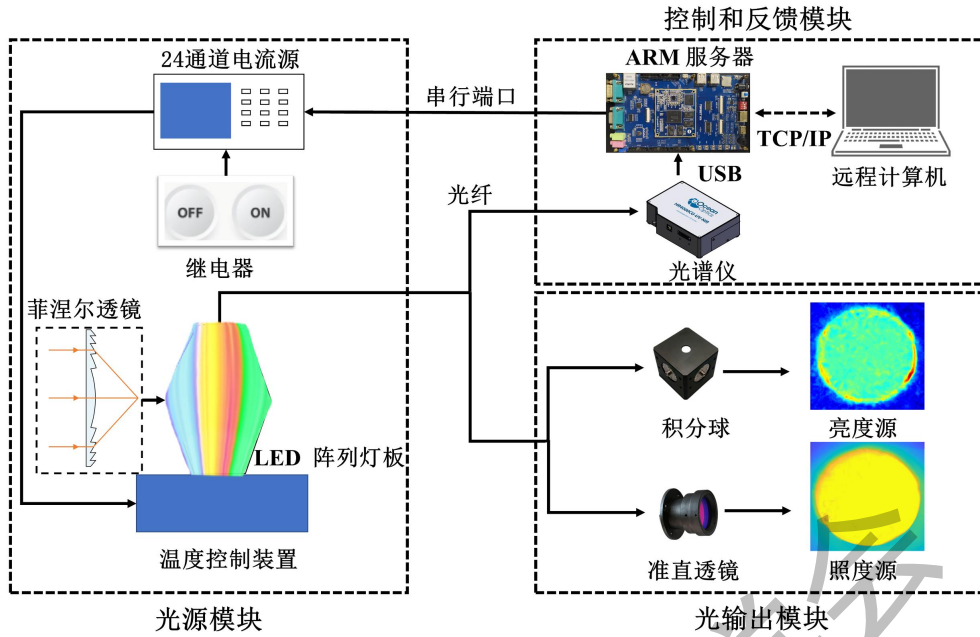 控制和反馈模块
24通道电流源
ARM 服务器
串行端口
TCP/IP
OFF
ON
USB
远程计算机
光纤
Ocean
继电器
光谱仪
菲涅尔透镜
积分球
亮度源
LED 阵列灯板
温度控制装置
准直透镜
照度源
光源模块
光输出模块